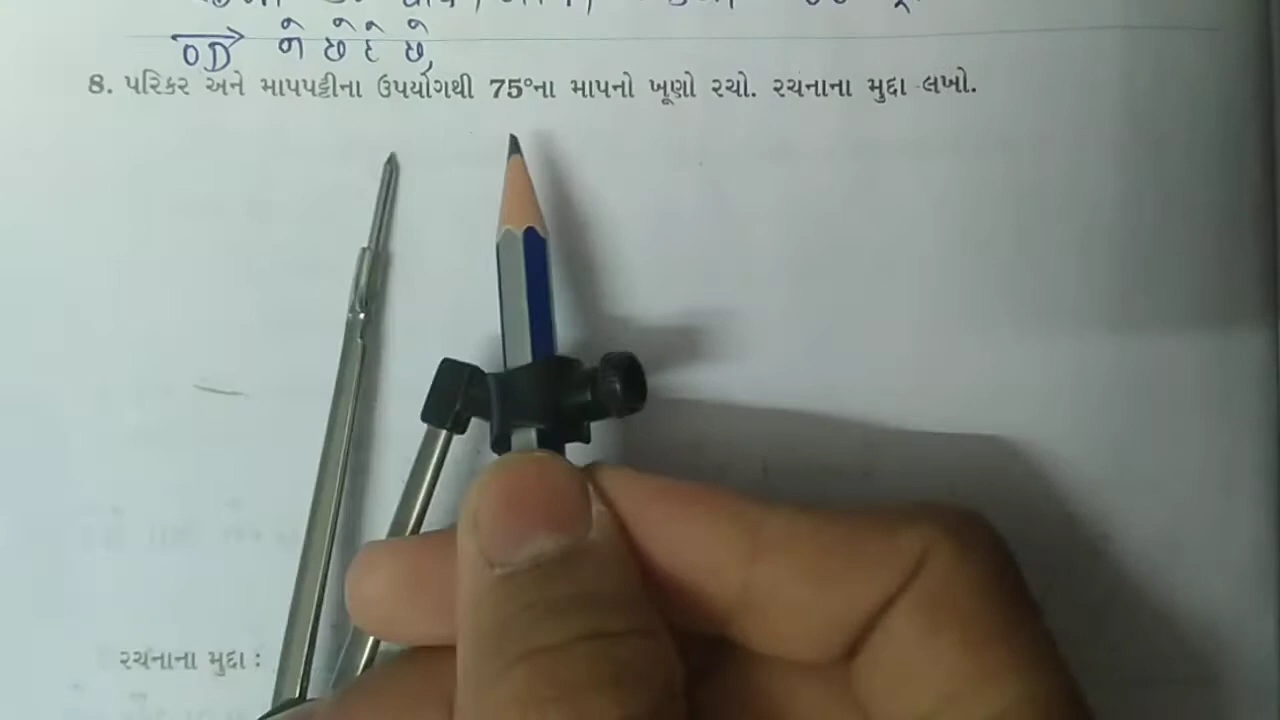 OD ને છેદે છે,
8. પરિકર અને માપપટ્ટીના ઉપયોગથી 75°ના માપનો ખૂણો રચો. રચનાના મુદ્દા લખો.
રચનાના મુદ્દા :